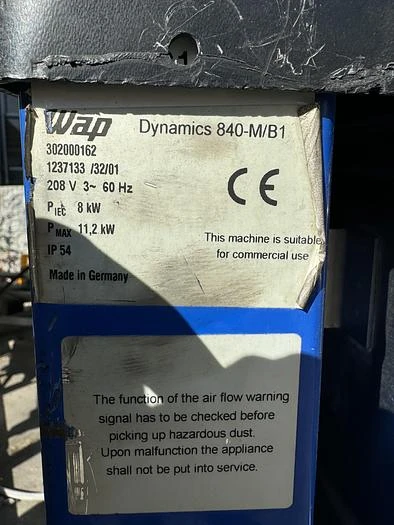 1
Wap Dynamics 840-M/B1
302000162
1237133 /32/01
208 V 3~ 60 Hz
PIEC 8 kW
PMAX 11,2 kW
IP 54
Made in Germany
CE
This machine is suitable
for commercial use
The function of the air flow warning
signal has to be checked before
picking up hazardous dust.
Upon malfunction the appliance
shall not be put into service.